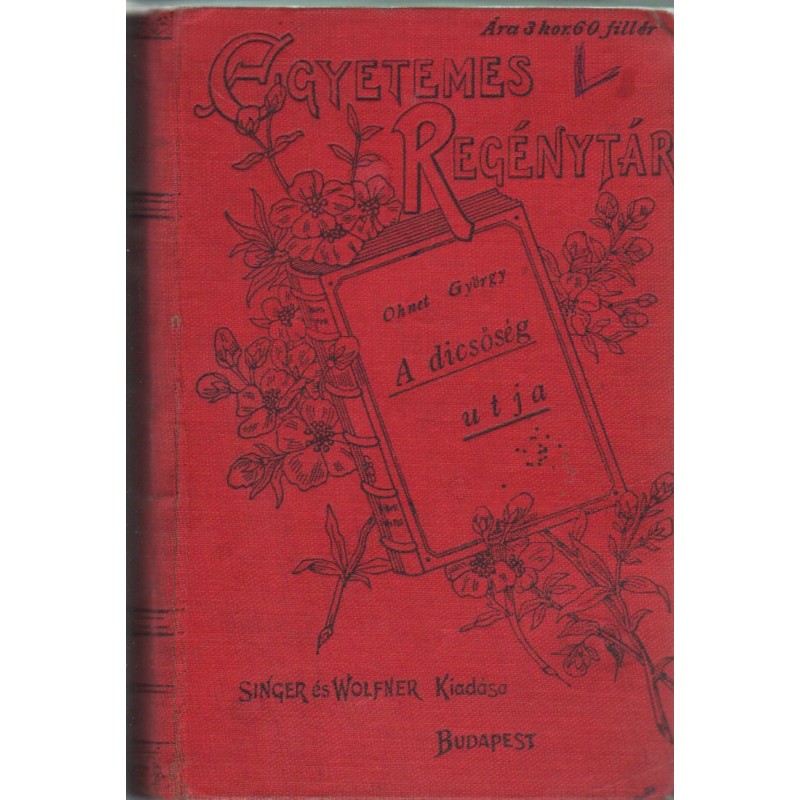 Ára 3 kor. 60 fillér
EGYETEMES
REGÉNYTÁR
Ohnet György
A dicsőség
utja
SINGER és WOLFNER Kiadása
BUDAPEST